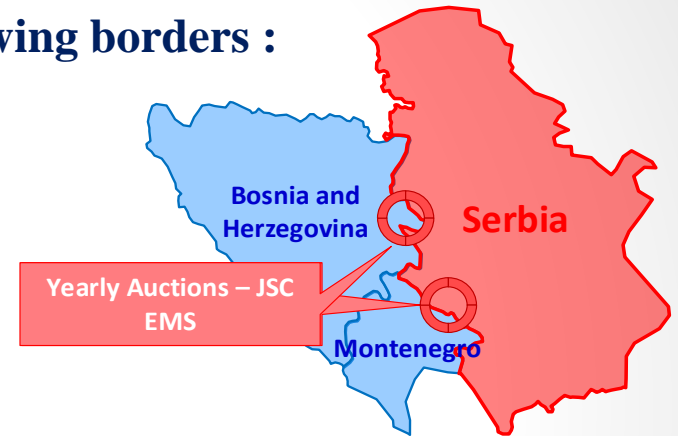 wing borders :
Bosnia and
Herzegovina
Serbia
Yearly Auctions – JSC
EMS
Montenegro